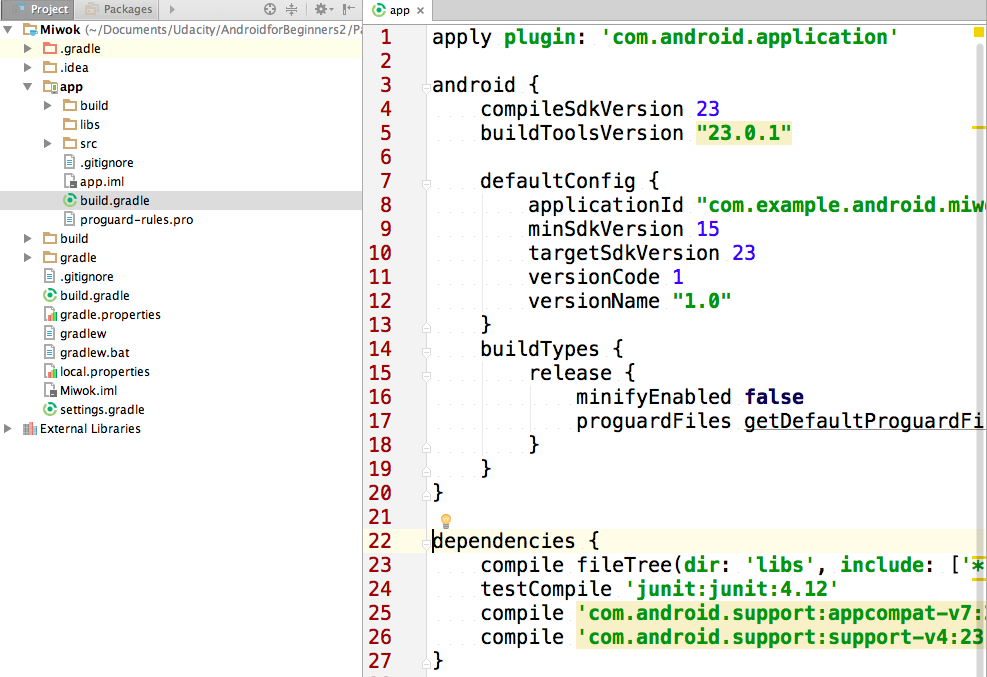 Project Packages
app ×
Miwok (~/Documents/Udacity/AndroidforBeginners2/
.gradle
.idea
app
build
libs
src
.gitignore
app.iml
build.gradle
proguard-rules.pro
build
gradle
.gitignore
build.gradle
gradle.properties
gradlew
gradlew.bat
local.properties
Miwok.iml
settings.gradle
External Libraries
1 apply plugin: 'com.android.application'
2
3 android {
4 compileSdkVersion 23
5 buildToolsVersion "23.0.1"
6
7 defaultConfig {
8 applicationId "com.example.android.miw
9 minSdkVersion 15
10 targetSdkVersion 23
11 versionCode 1
12 versionName "1.0"
13 }
14 buildTypes {
15 release {
16 minifyEnabled false
17 proguardFiles getDefaultProguardFi
18 }
19 }
20 }
21
22 dependencies {
23 compile fileTree(dir: 'libs', include: ['*
24 testCompile 'junit:junit:4.12'
25 compile 'com.android.support:appcompat-v7:
26 compile 'com.android.support:support-v4:23
27 }